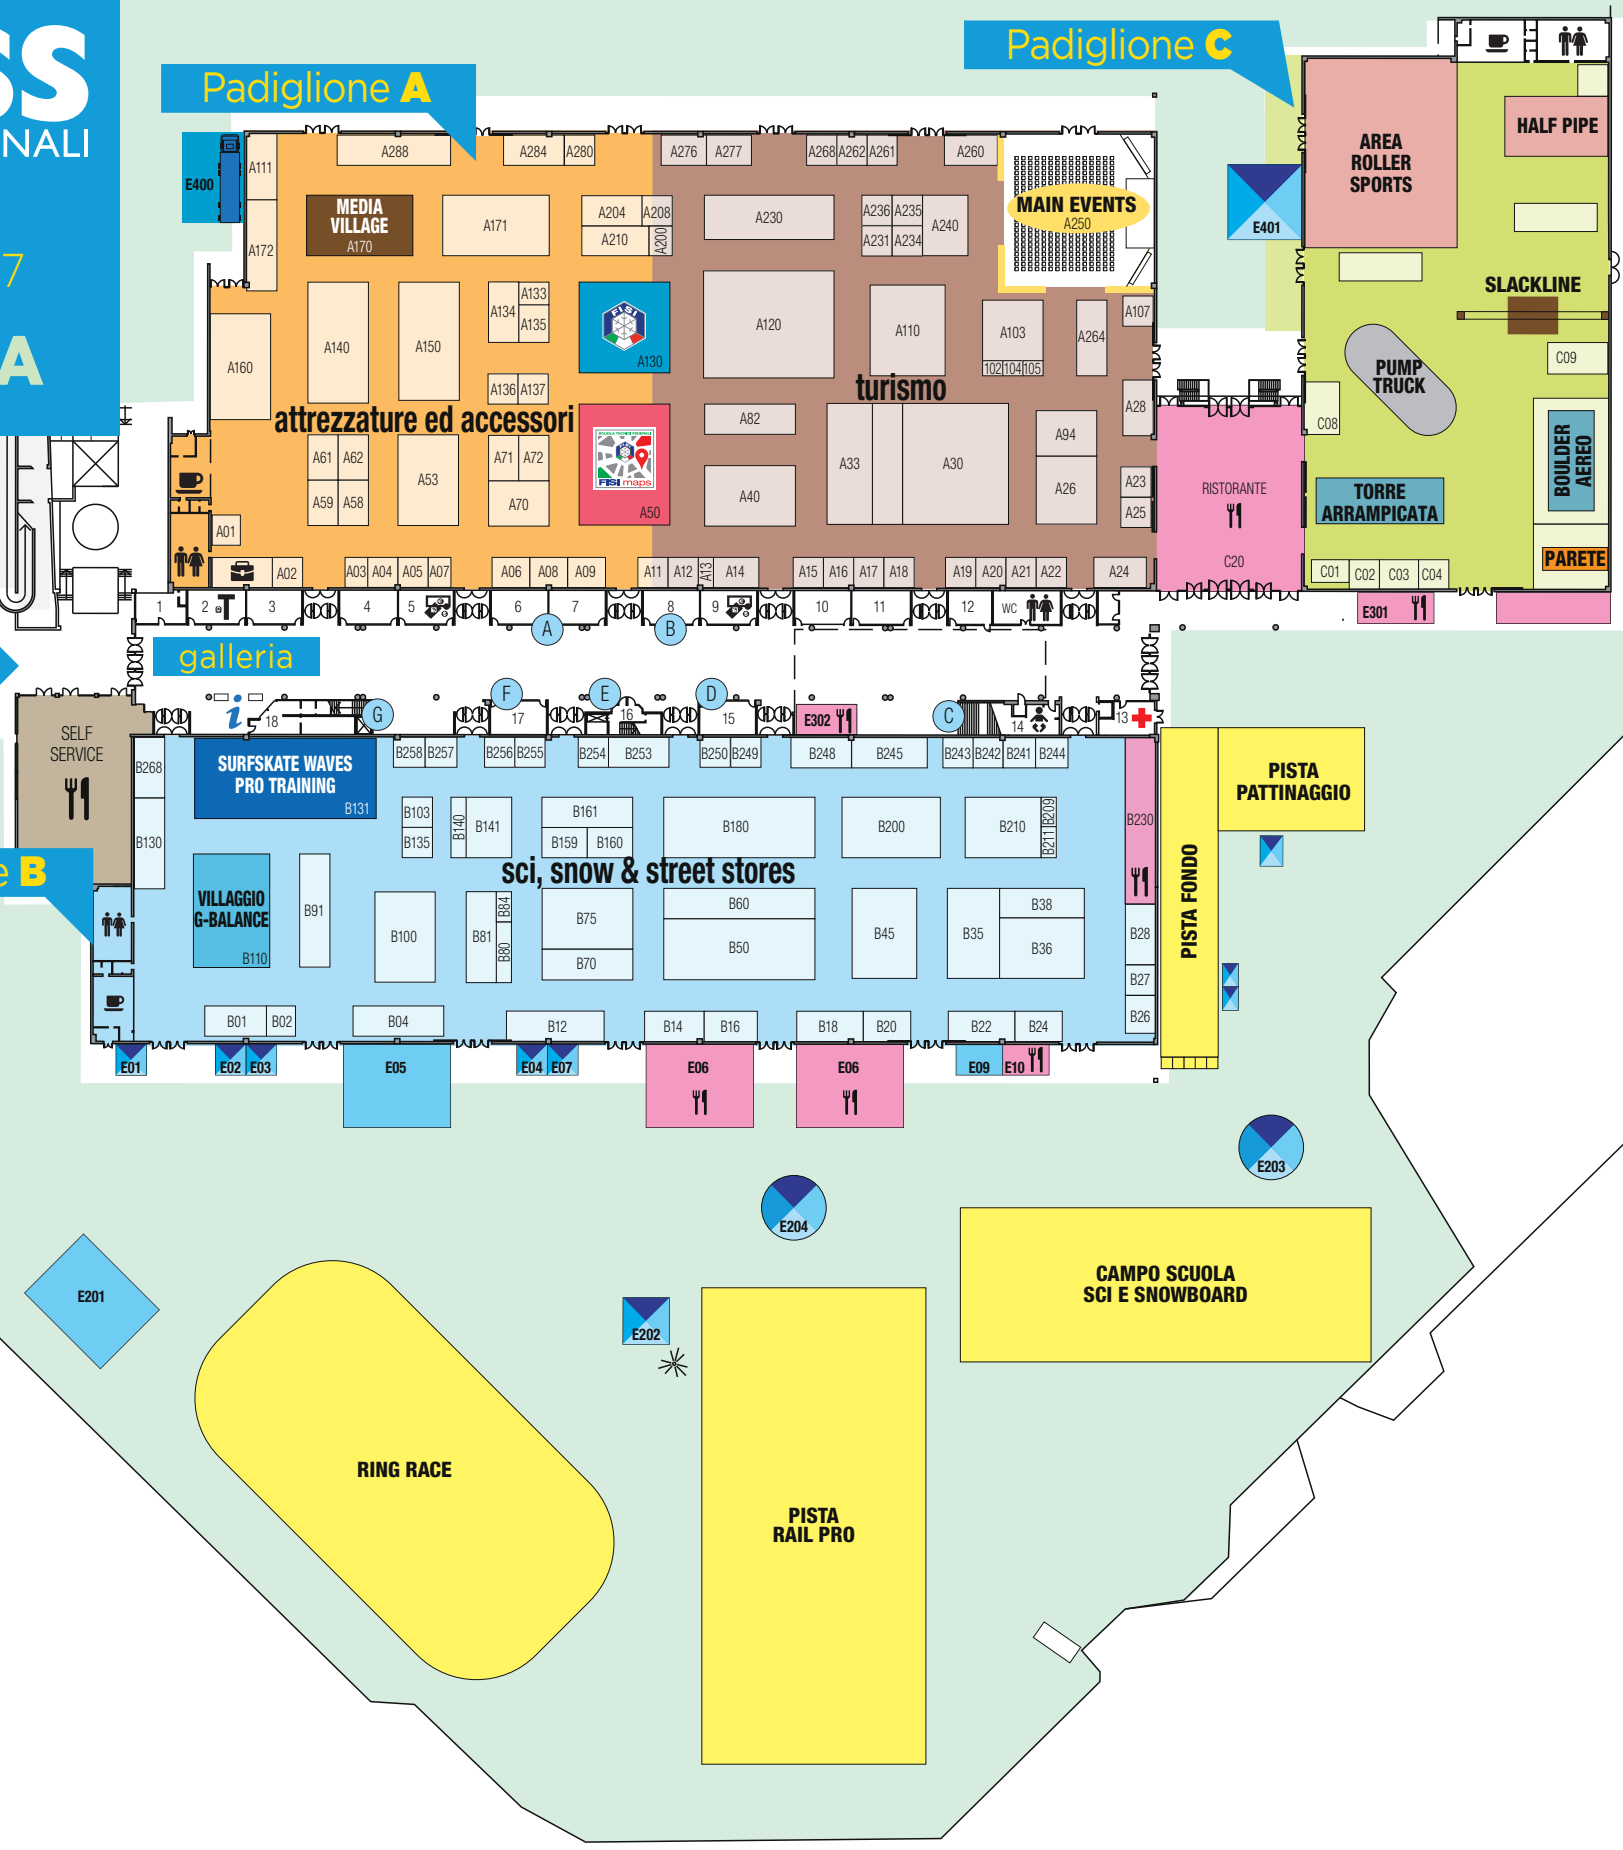 SS
NALI
7
A
Padiglione A
Padiglione C
E400
A111
A172
A288
A284
A280
A276
A277
A268
A262
A261
A260
MEDIA
VILLAGE
A170
A171
A204
A208
A210
A200
A230
A236
A235
A231
A234
A240
MAIN EVENTS
A250
E401
AREA
ROLLER
SPORTS
HALF PIPE
SLACKLINE
PUMP
TRUCK
C09
C08
BOULDER
AEREO
TORRE
ARRAMPICATA
PARETE
C01
C02
C03
C04
E301
RISTORANTE
C20
A160
A140
A150
A133
A134
A135
A136
A137
FISI
A130
A120
A110
A103
102
104
105
A264
A107
A28
attrezzature ed accessori
turismo
A61
A62
A59
A58
A53
A71
A72
A70
SCUOLA TECNICI FEDERALI
FISI maps
A50
A82
A40
A33
A30
A94
A26
A23
A25
A01
A02
A03
A04
A05
A07
A06
A08
A09
A11
A12
A13
A14
A15
A16
A17
A18
A19
A20
A21
A22
A24
1
2
3
4
5
6
7
8
9
10
11
12
WC
A
B
galleria
F
E
D
G
C
i
18
17
16
15
E302
14
13
SELF
SERVICE
e B
B268
B130
SURFSKATE WAVES
PRO TRAINING
B131
B258
B257
B256
B255
B254
B253
B250
B249
B248
B245
B243
B242
B241
B244
B103
B135
B140
B141
B161
B159
B160
B180
B200
B210
B209
B211
B230
sci, snow & street stores
VILLAGGIO
G-BALANCE
B110
B91
B100
B81
B84
B80
B75
B70
B60
B50
B45
B35
B38
B36
B28
B27
B26
B01
B02
B04
B12
B14
B16
B18
B20
B22
B24
E01
E02
E03
E05
E04
E07
E06
E06
E09
E10
PISTA
PATTINAGGIO
PISTA FONDO
E203
E204
E201
E202
CAMPO SCUOLA
SCI E SNOWBOARD
RING RACE
PISTA
RAIL PRO